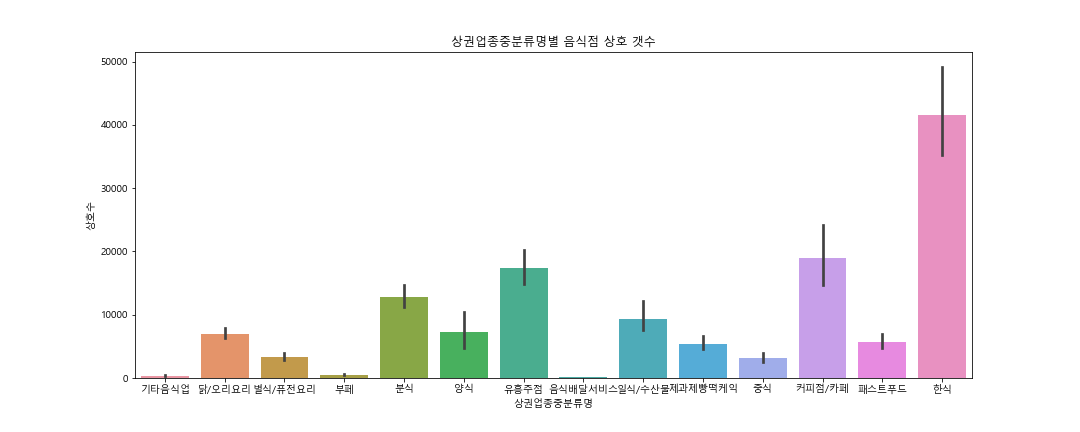 상권업종중분류명별 음식점 상호 갯수
50000
40000
30000
20000
10000
0
상호수
기타음식업 닭/오리요리 별식/퓨전요리 부페 분식 양식 유흥주점 음식배달서비스 일식/수산물 제과제빵떡케익 중식 커피점/카페 패스트푸드 한식
상권업종중분류명